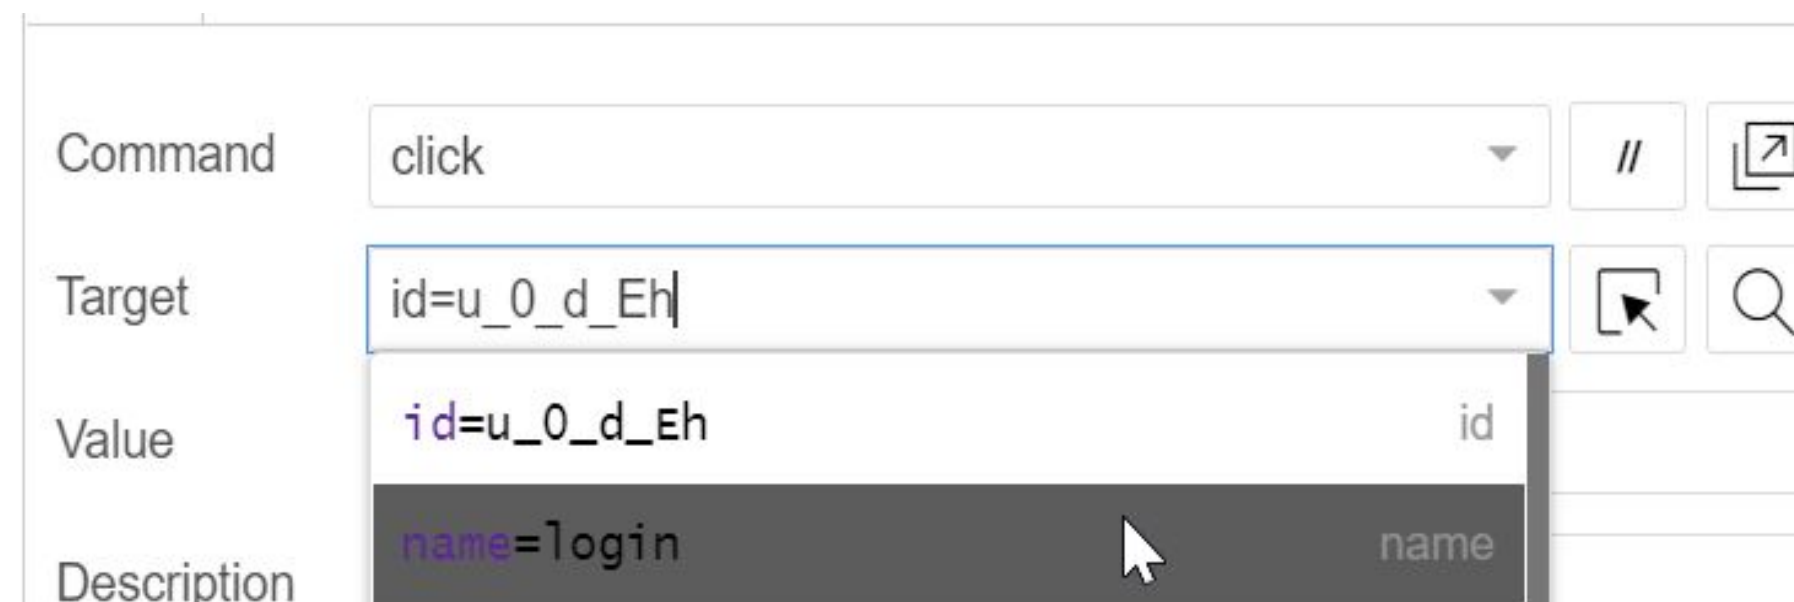 Command click //
Target id=u_0_d_Eh
id=u_0_d_Eh id
Value
name=login name
Description